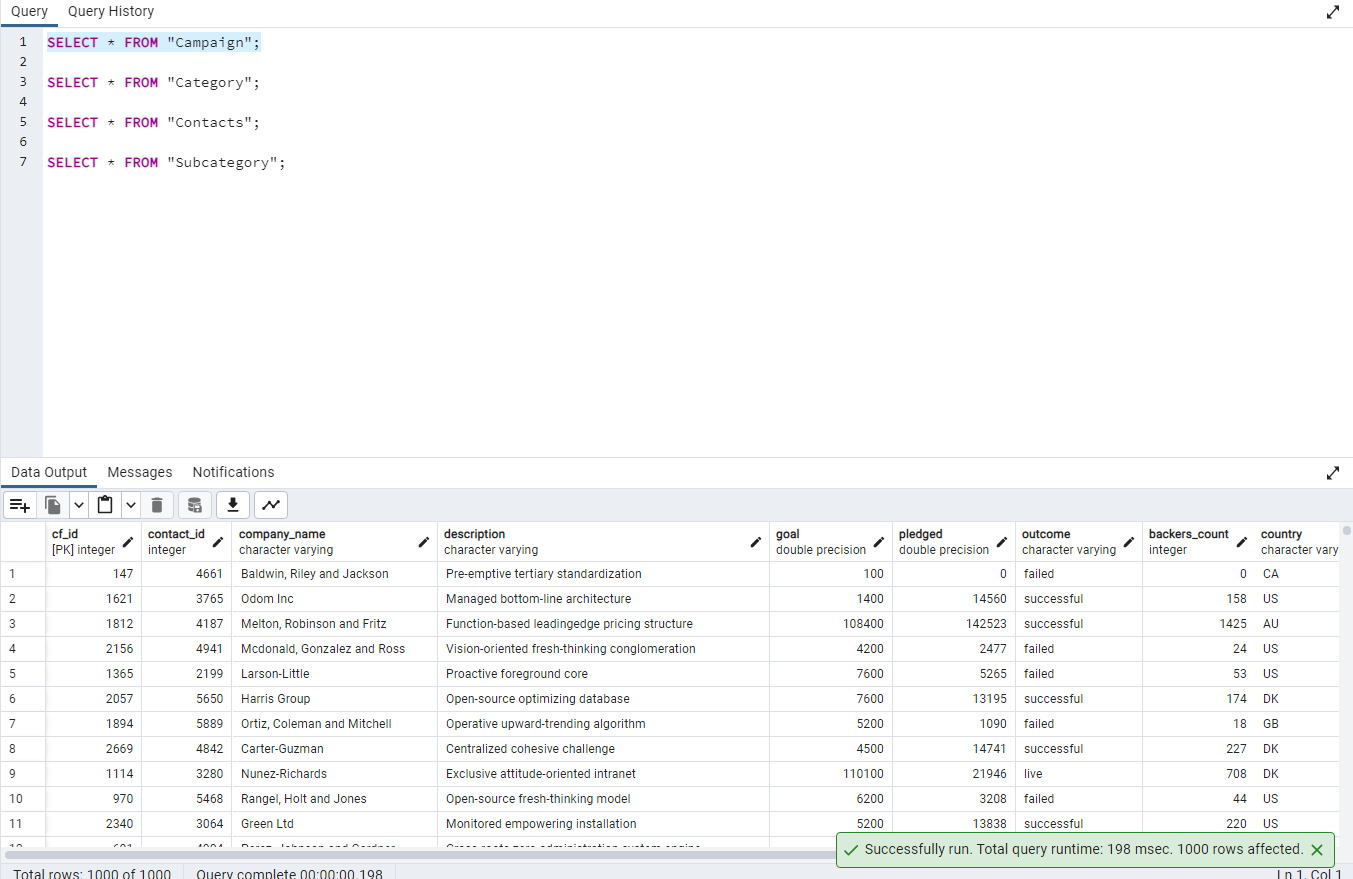 Query Query History
1 SELECT * FROM "Campaign";
2
3 SELECT * FROM "Category";
4
5 SELECT * FROM "Contacts";
6
7 SELECT * FROM "Subcategory";
Data Output Messages Notifications
cf_id contact_id company_name description goal pledged outcome backers_count country
[PK] integer integer character varying character varying double precision double precision character varying integer character vary
1 147 4661 Baldwin, Riley and Jackson Pre-emptive tertiary standardization 100 0 failed 0 CA
2 1621 3765 Odom Inc Managed bottom-line architecture 1400 14560 successful 158 US
3 1812 4187 Melton, Robinson and Fritz Function-based leadingedge pricing structure 108400 142523 successful 1425 AU
4 2156 4941 Mcdonald, Gonzalez and Ross Vision-oriented fresh-thinking conglomeration 4200 2477 failed 24 US
5 1365 2199 Larson-Little Proactive foreground core 7600 5265 failed 53 US
6 2057 5650 Harris Group Open-source optimizing database 7600 13195 successful 174 DK
7 1894 5889 Ortiz, Coleman and Mitchell Operative upward-trending algorithm 5200 1090 failed 18 GB
8 2669 4842 Carter-Guzman Centralized cohesive challenge 4500 14741 successful 227 DK
9 1114 3280 Nunez-Richards Exclusive attitude-oriented intranet 110100 21946 live 708 DK
10 970 5468 Rangel, Holt and Jones Open-source fresh-thinking model 6200 3208 failed 44 US
11 2340 3064 Green Ltd Monitored empowering installation 5200 13838 successful 220 US
Successfully run. Total query runtime: 198 msec. 1000 rows affected.
Total rows: 1000 of 1000 Query complete 00:00:00.198 Ln 1, Col 1